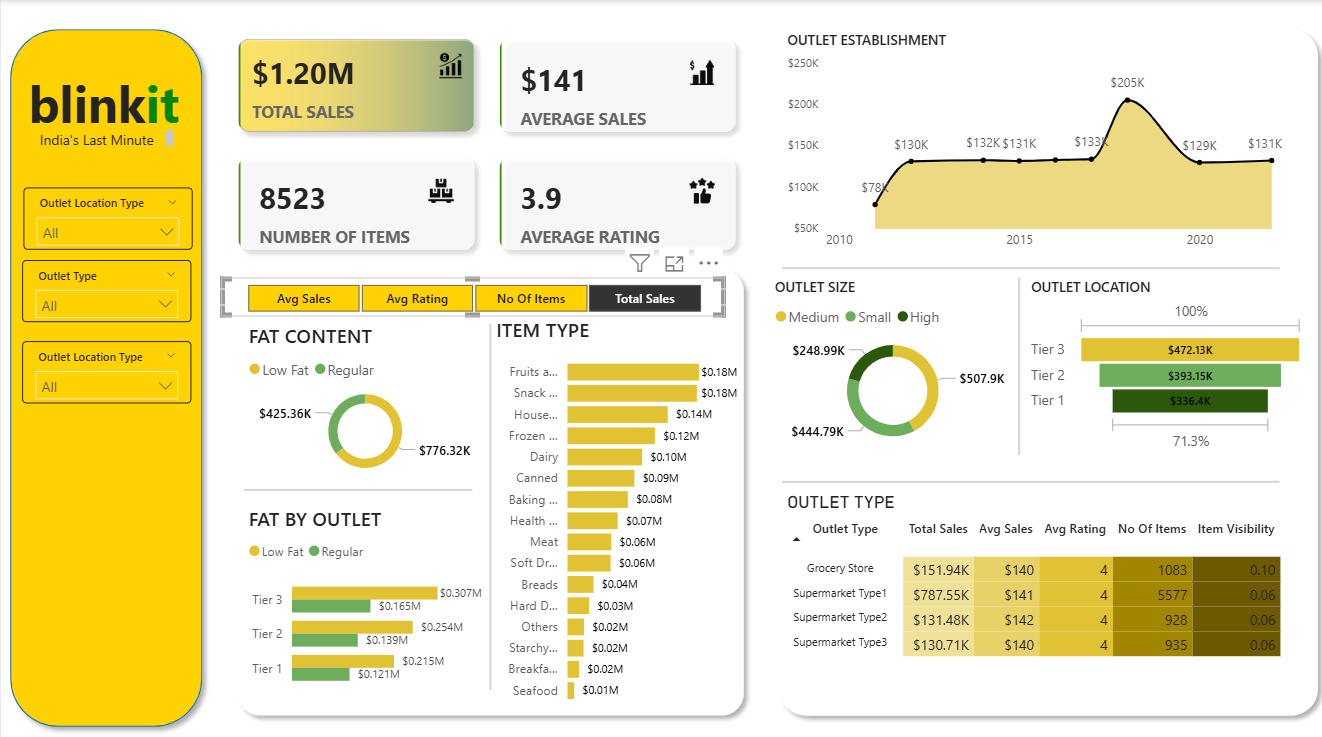 blinkit
India's Last Minute
Outlet Location Type
All
Outlet Type
All
Outlet Location Type
All
$1.20M
TOTAL SALES
$141
AVERAGE SALES
8523
NUMBER OF ITEMS
3.9
AVERAGE RATING
Avg Sales
Avg Rating
No Of Items
Total Sales
FAT CONTENT
Low Fat Regular
$425.36K
$776.32K
FAT BY OUTLET
Low Fat Regular
Tier 3 $0.307M
$0.165M
Tier 2 $0.254M
$0.139M
Tier 1 $0.215M
$0.121M
ITEM TYPE
Fruits a... $0.18M
Snack ... $0.18M
House... $0.14M
Frozen ... $0.12M
Dairy $0.10M
Canned $0.09M
Baking ... $0.08M
Health ... $0.07M
Meat $0.06M
Soft Dr... $0.06M
Breads $0.04M
Hard D... $0.03M
Others $0.02M
Starchy... $0.02M
Breakfa... $0.02M
Seafood $0.01M
OUTLET ESTABLISHMENT
$250K
$200K
$150K
$100K
$50K
$78K
$130K
$132K
$131K
$133K
$205K
$129K
$131K
2010 2015 2020
OUTLET SIZE
Medium Small High
$248.99K
$507.9K
$444.79K
OUTLET LOCATION
100%
Tier 3 $472.13K
Tier 2 $393.15K
Tier 1 $336.4K
71.3%
OUTLET TYPE
Outlet Type Total Sales Avg Sales Avg Rating No Of Items Item Visibility
Grocery Store $151.94K $140 4 1083 0.10
Supermarket Type1 $787.55K $141 4 5577 0.06
Supermarket Type2 $131.48K $142 4 928 0.06
Supermarket Type3 $130.71K $140 4 935 0.06